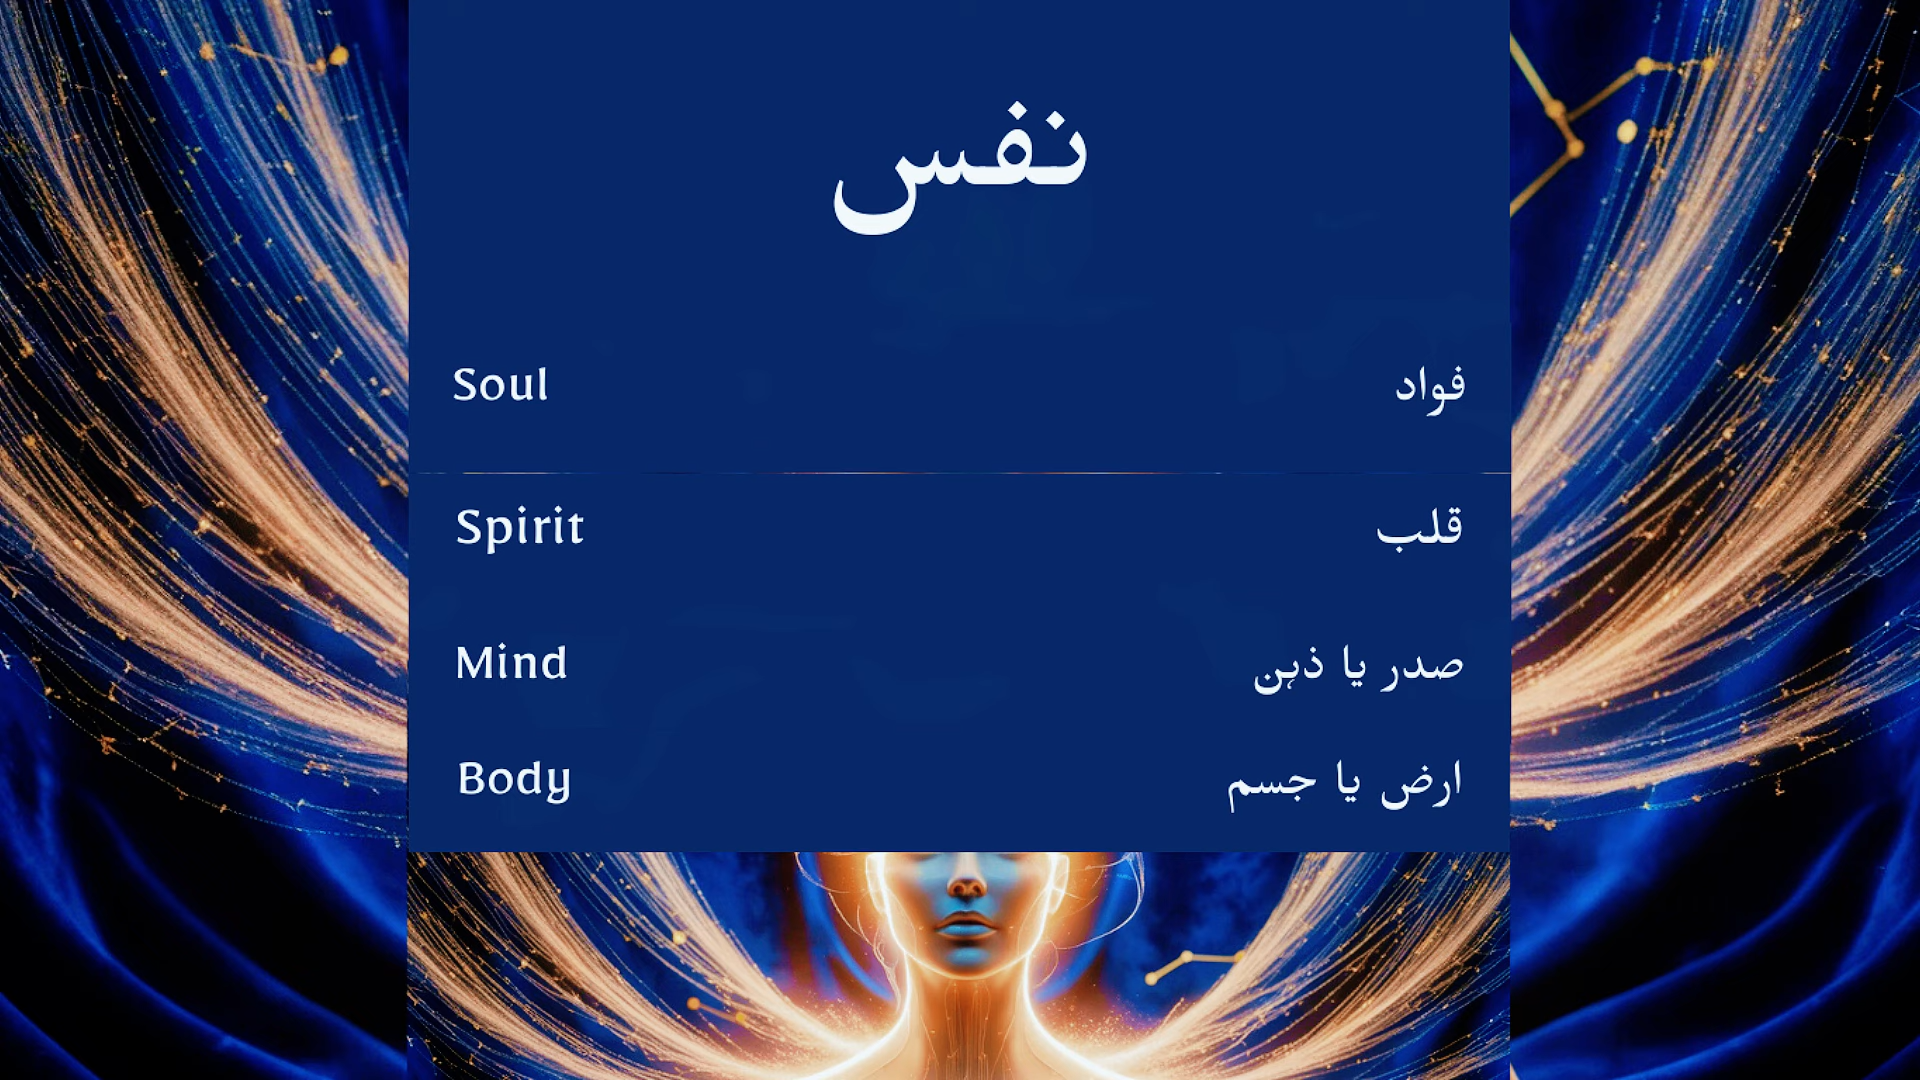 نفس
Soul فواد
Spirit قلب
Mind صدر یا ذہن
Body ارض یا جسم